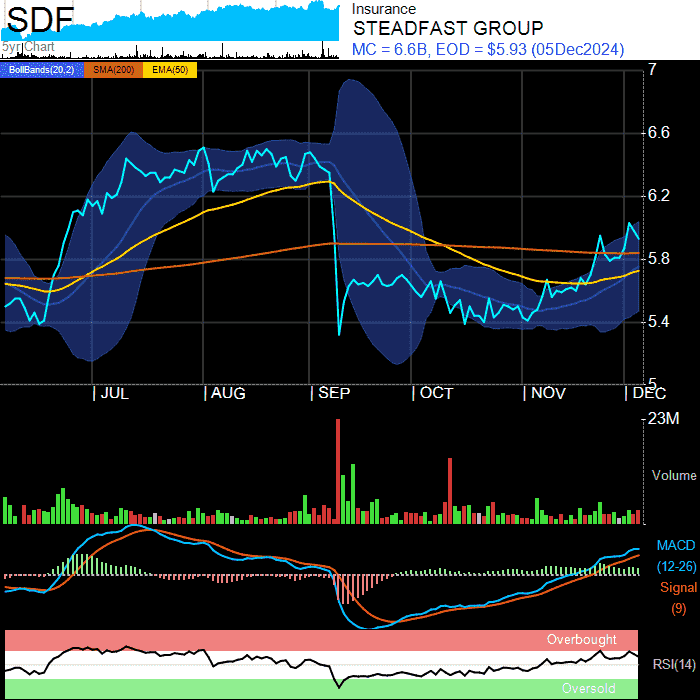 SDF
5yr Chart
Insurance
STEADFAST GROUP
MC = 6.6B, EOD = $5.93 (05Dec2024)
BollBands(20,2) SMA(200) EMA(50)
7
6.6
6.2
5.8
5.4
5
| JUL | AUG | SEP | OCT | NOV | DEC
23M
Volume
MACD
(12-26)
Signal
(9)
Overbought
RSI(14)
Oversold